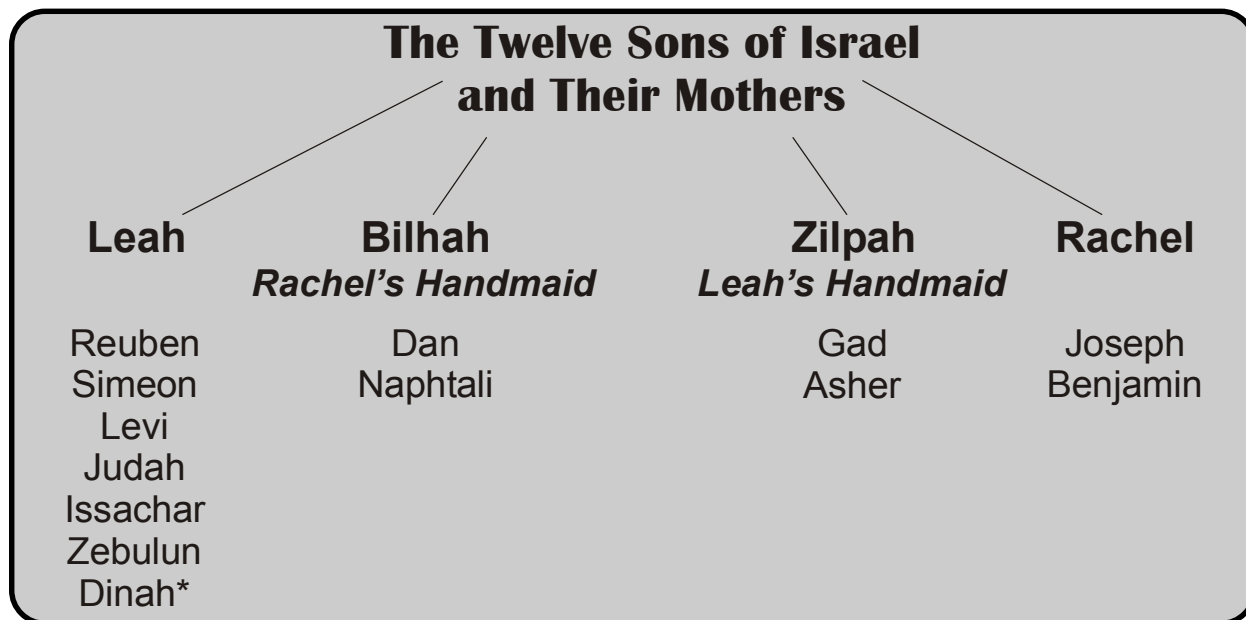 The Twelve Sons of Israel
and Their Mothers
Leah
Reuben
Simeon
Levi
Judah
Issachar
Zebulun
Dinah*
Bilhah
Rachel’s Handmaid
Dan
Naphtali
Zilpah
Leah’s Handmaid
Gad
Asher
Rachel
Joseph
Benjamin